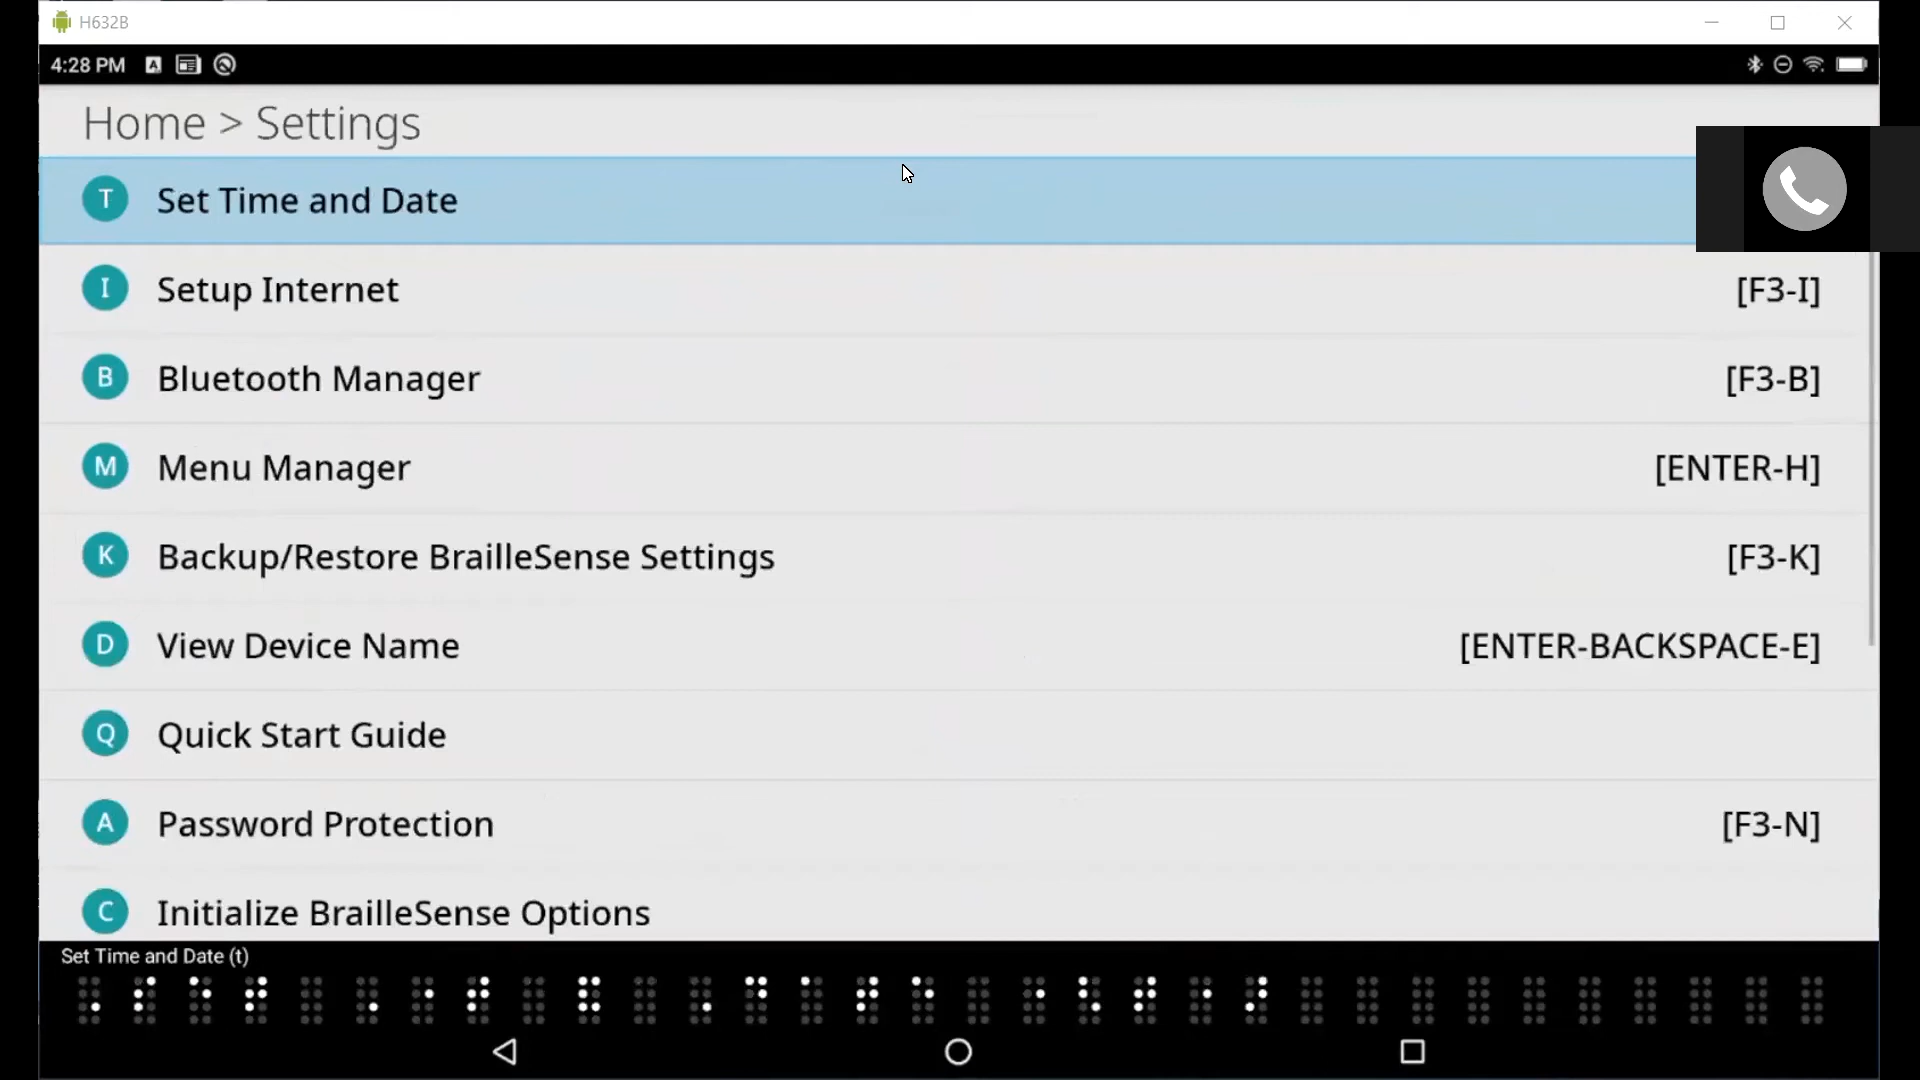 H632B
4:28 PM
Home > Settings
T Set Time and Date
I Setup Internet [F3-I]
B Bluetooth Manager [F3-B]
M Menu Manager [ENTER-H]
K Backup/Restore BrailleSense Settings [F3-K]
D View Device Name [ENTER-BACKSPACE-E]
Q Quick Start Guide
A Password Protection [F3-N]
C Initialize BrailleSense Options
Set Time and Date (t)